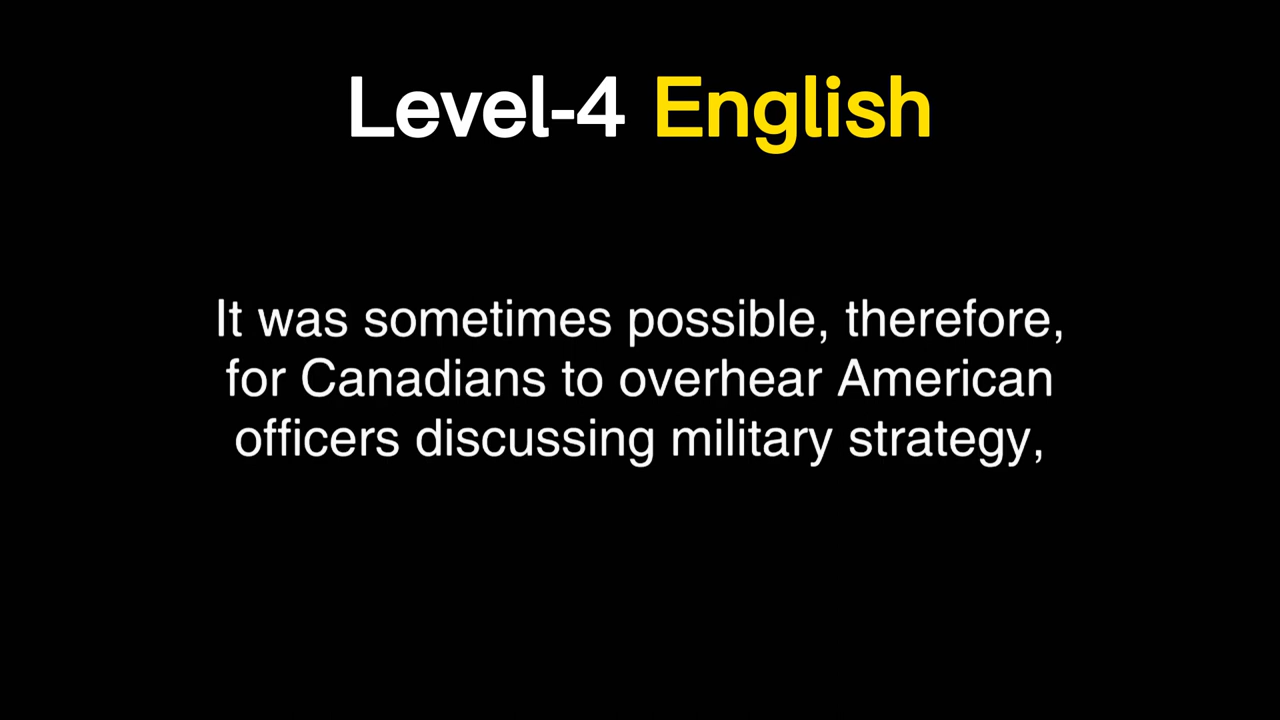 Level-4 English
It was sometimes possible, therefore,
for Canadians to overhear American
officers discussing military strategy,